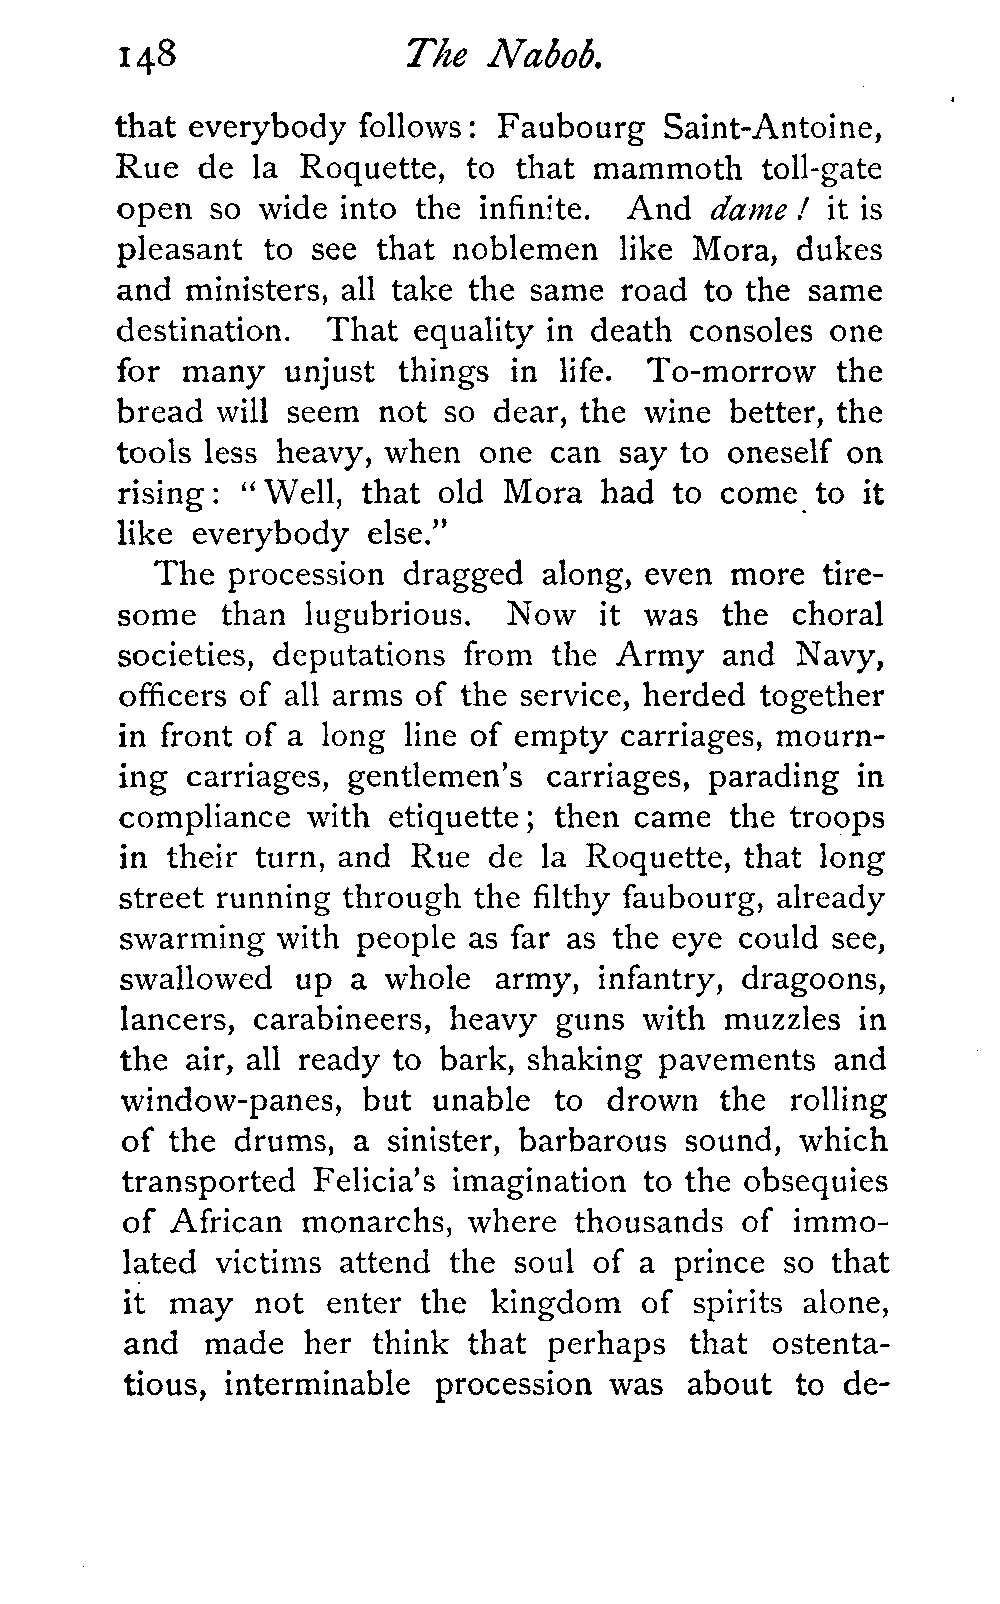 148 The Nabob.
that everybody follows: Faubourg Saint-Antoine,
Rue de la Roquette, to that mammoth toll-gate
open so wide into the infinite. And dame! it is
pleasant to see that noblemen like Mora, dukes
and ministers, all take the same road to the same
destination. That equality in death consoles one
for many unjust things in life. To-morrow the
bread will seem not so dear, the wine better, the
tools less heavy, when one can say to oneself on
rising: "Well, that old Mora had to come to it
like everybody else."
The procession dragged along, even more tire-
some than lugubrious. Now it was the choral
societies, deputations from the Army and Navy,
officers of all arms of the service, herded together
in front of a long line of empty carriages, mourn-
ing carriages, gentlemen's carriages, parading in
compliance with etiquette; then came the troops
in their turn, and Rue de la Roquette, that long
street running through the filthy faubourg, already
swarming with people as far as the eye could see,
swallowed up a whole army, infantry, dragoons,
lancers, carabineers, heavy guns with muzzles in
the air, all ready to bark, shaking pavements and
window-panes, but unable to drown the rolling
of the drums, a sinister, barbarous sound, which
transported Felicia's imagination to the obsequies
of African monarchs, where thousands of immo-
lated victims attend the soul of a prince so that
it may not enter the kingdom of spirits alone,
and made her think that perhaps that ostenta-
tious, interminable procession was about to de-